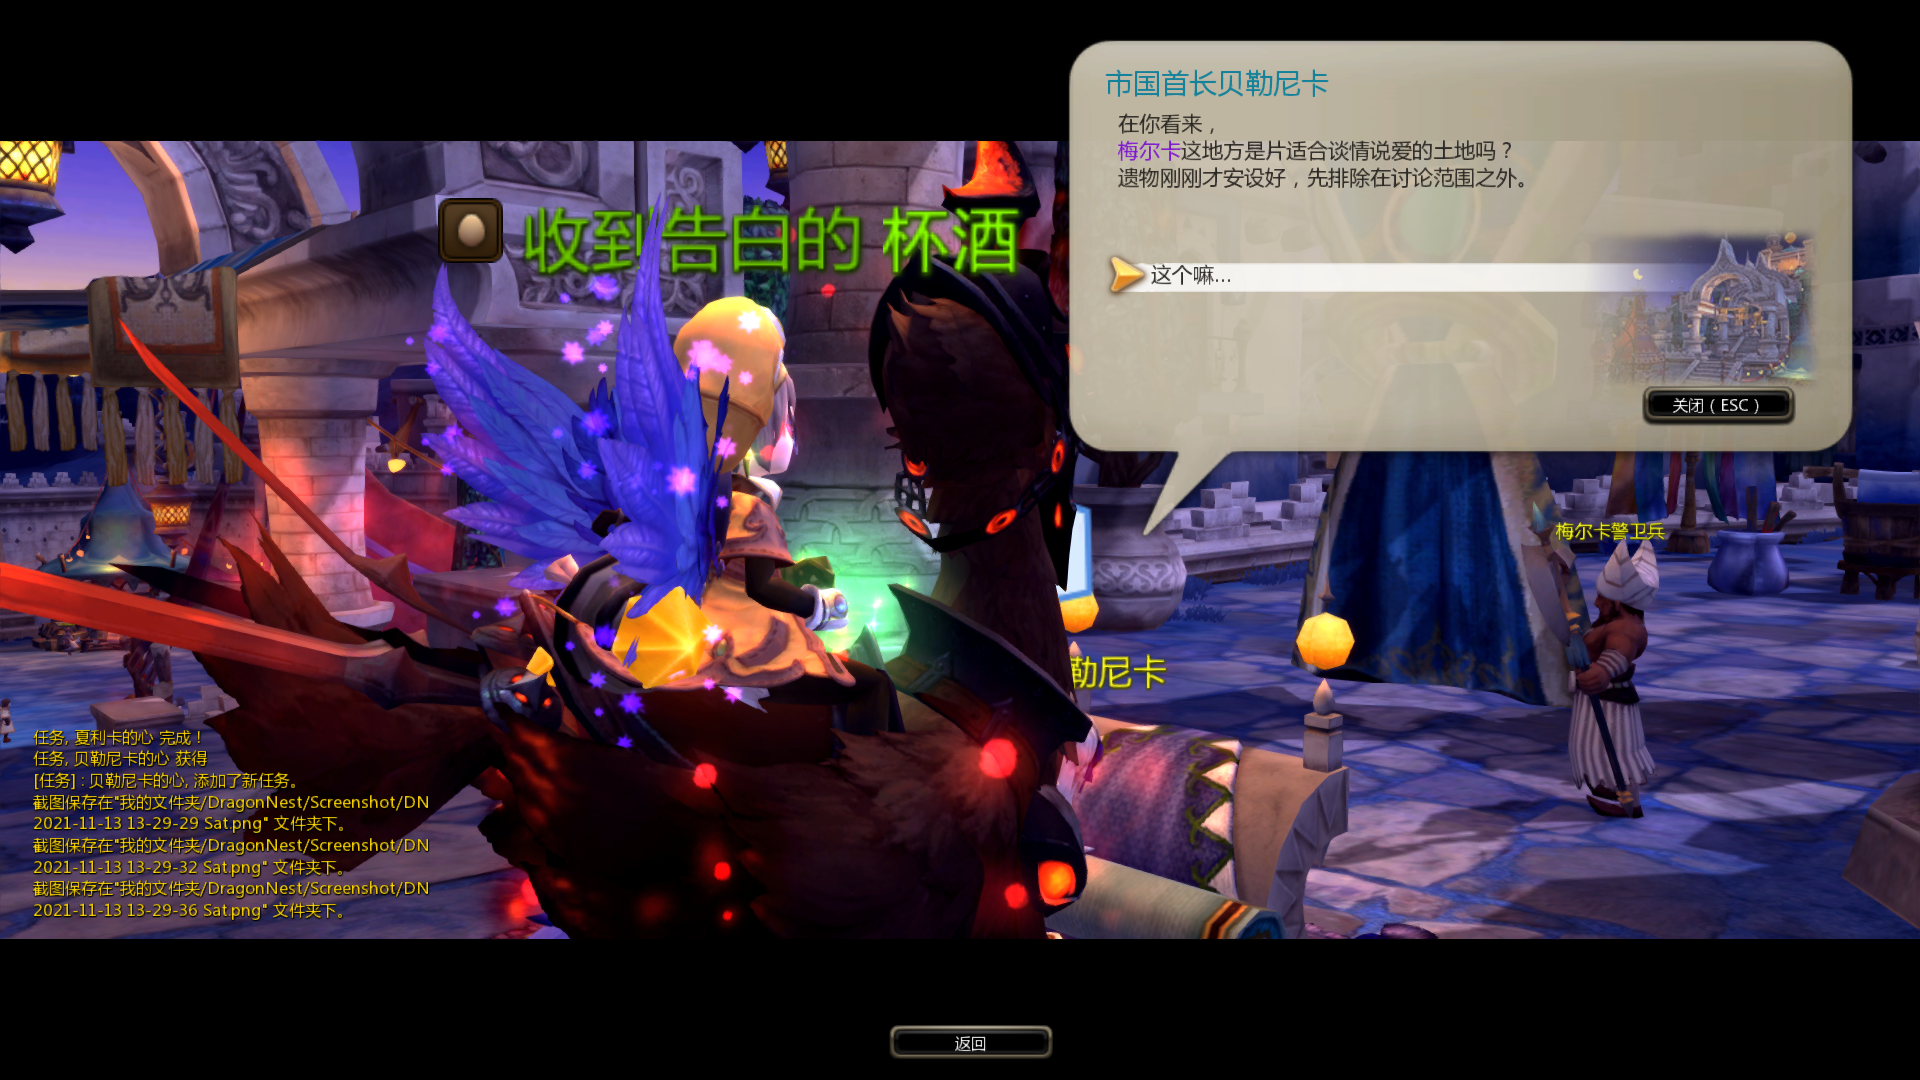 市国首长贝勒尼卡
在你看来，
梅尔卡这地方是片适合谈情说爱的土地吗？
遗物刚刚才安设好，先排除在讨论范围之外。
这个嘛...
关闭（ESC）
收到告白的 杯酒
梅尔卡警卫兵
勒尼卡
任务, 夏利卡的心 完成！
任务, 贝勒尼卡的心 获得
[任务] : 贝勒尼卡的心, 添加了新任务。
截图保存在"我的文件夹/DragonNest/Screenshot/DN
2021-11-13 13-29-29 Sat.png" 文件夹下。
截图保存在"我的文件夹/DragonNest/Screenshot/DN
2021-11-13 13-29-32 Sat.png" 文件夹下。
截图保存在"我的文件夹/DragonNest/Screenshot/DN
2021-11-13 13-29-36 Sat.png" 文件夹下。
返回